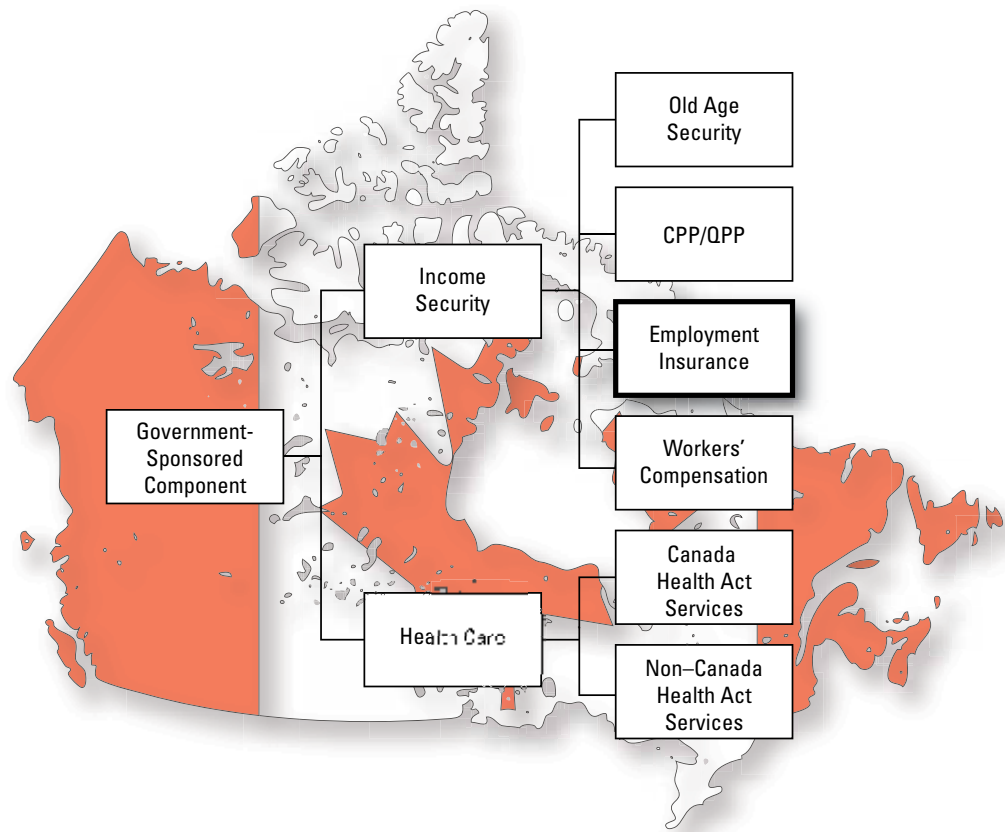 Old Age
Security
CPP/QPP
Income
Security
Employment
Insurance
Government-
Sponsored
Component
Workers'
Compensation
Canada
Health Act
Services
Health Care
Non–Canada
Health Act
Services